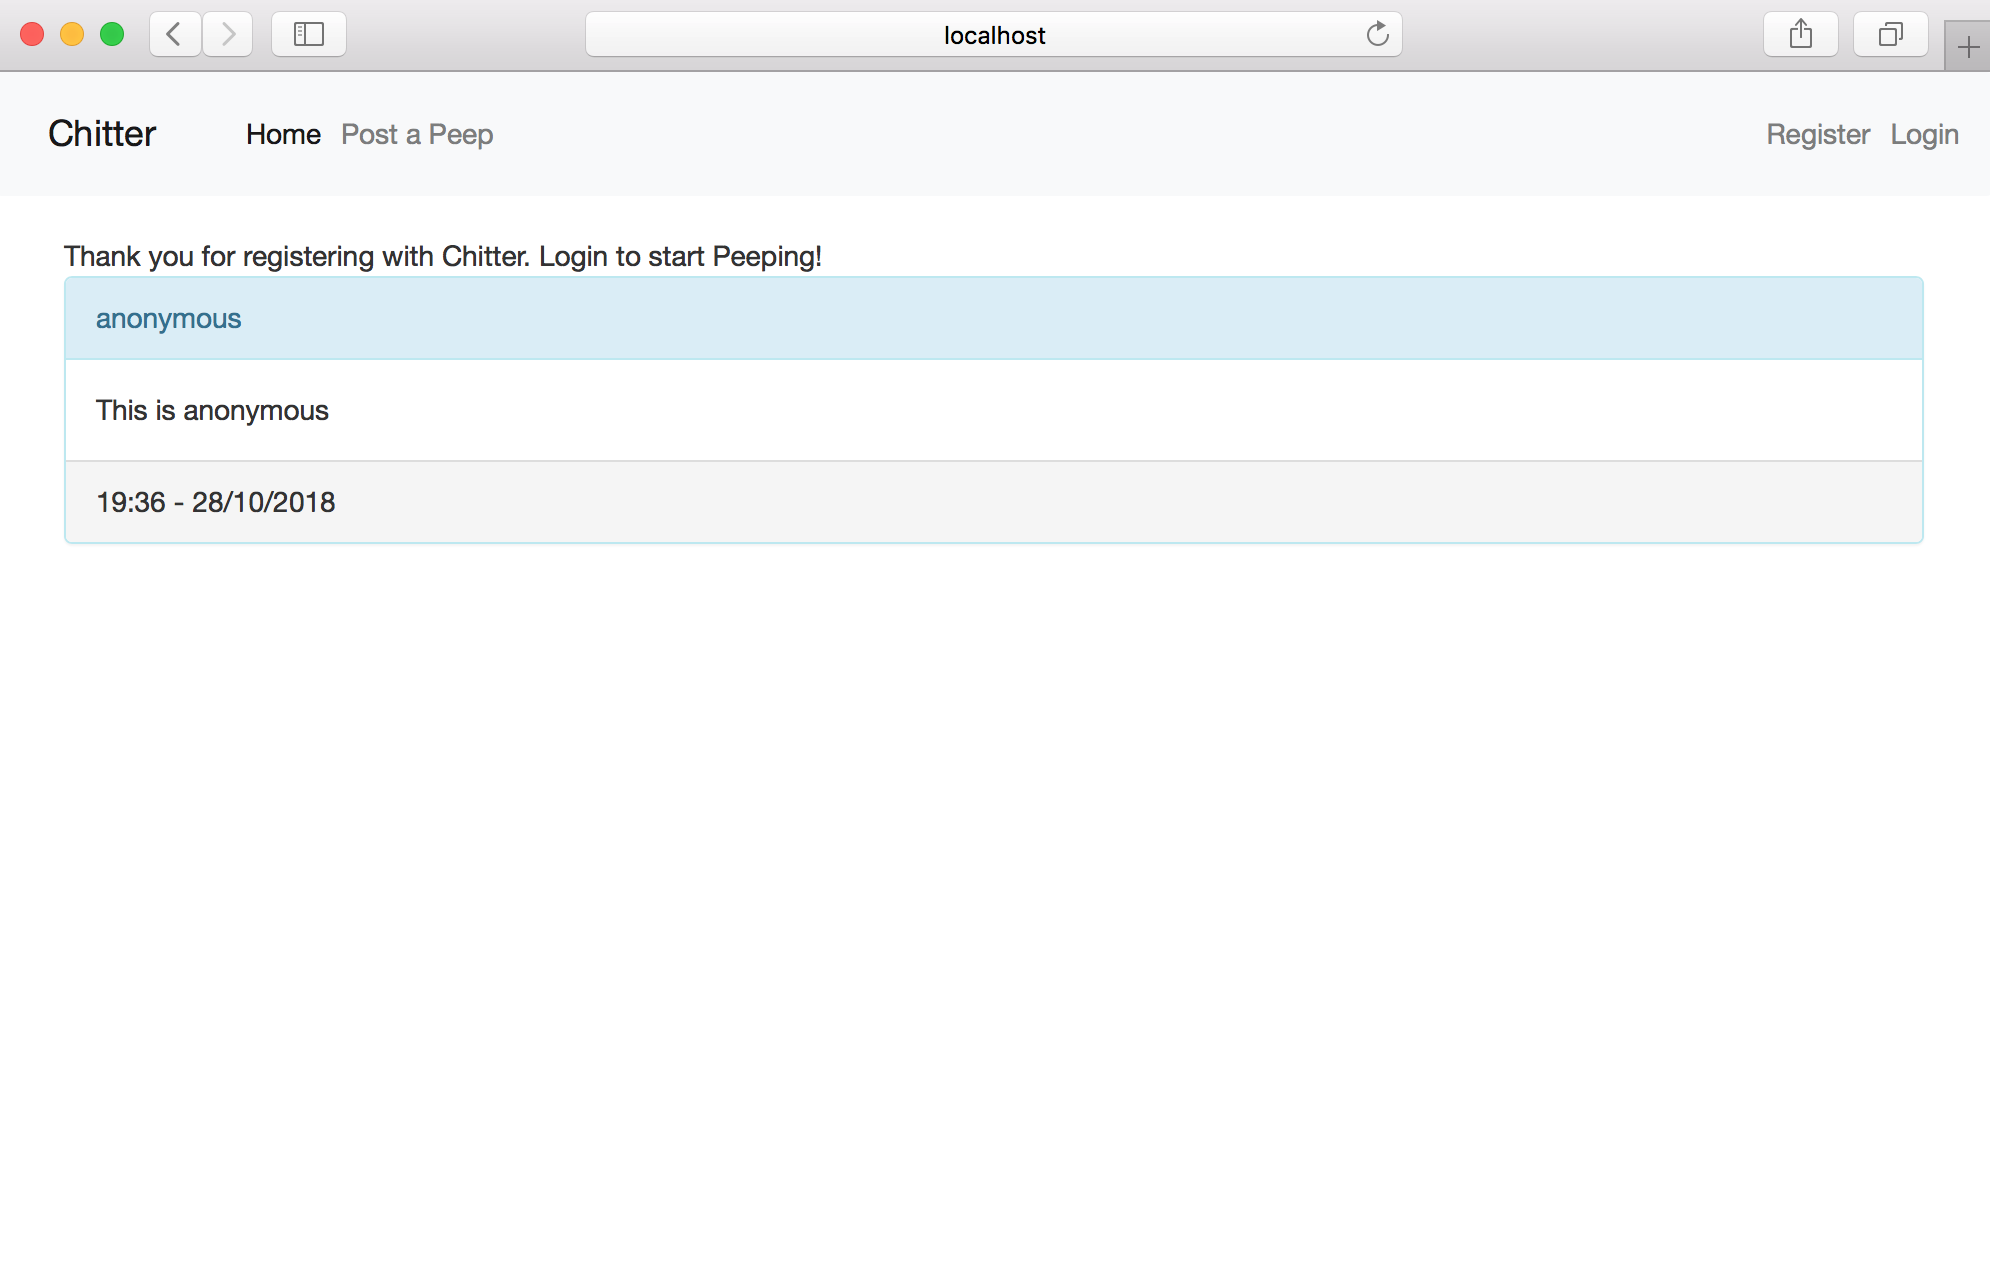 localhost
Chitter Home Post a Peep Register Login
Thank you for registering with Chitter. Login to start Peeping!
anonymous
This is anonymous
19:36 - 28/10/2018